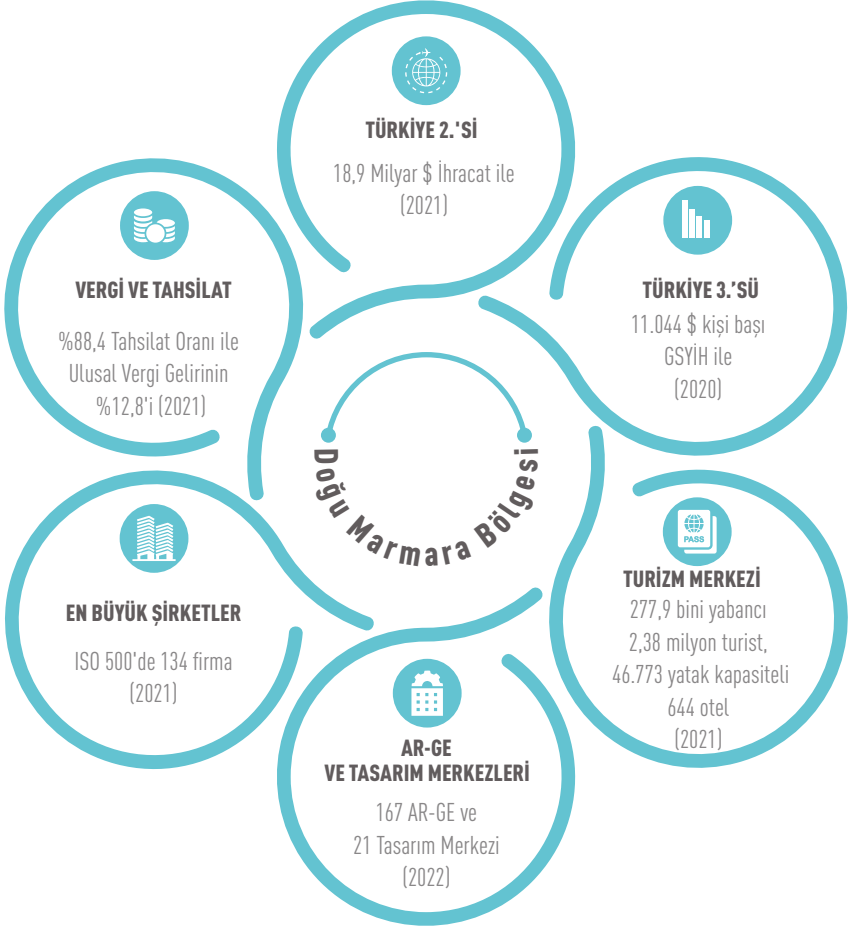 TÜRKİYE 2.'Sİ
18,9 Milyar $ İhracat ile
(2021)
TÜRKİYE 3.'SÜ
11.044 $ kişi başı
GSYİH ile
(2020)
TURİZM MERKEZİ
PASS
277,9 bini yabancı
2,38 milyon turist,
46.773 yatak kapasiteli
644 otel
(2021)
AR-GE
VE TASARIM MERKEZLERİ
167 AR-GE ve
21 Tasarım Merkezi
(2022)
EN BÜYÜK ŞİRKETLER
ISO 500'de 134 firma
(2021)
VERGİ VE TAHSİLAT
%88,4 Tahsilat Oranı ile
Ulusal Vergi Gelirinin
%12,8'i (2021)
Doğu Marmara Bölgesi